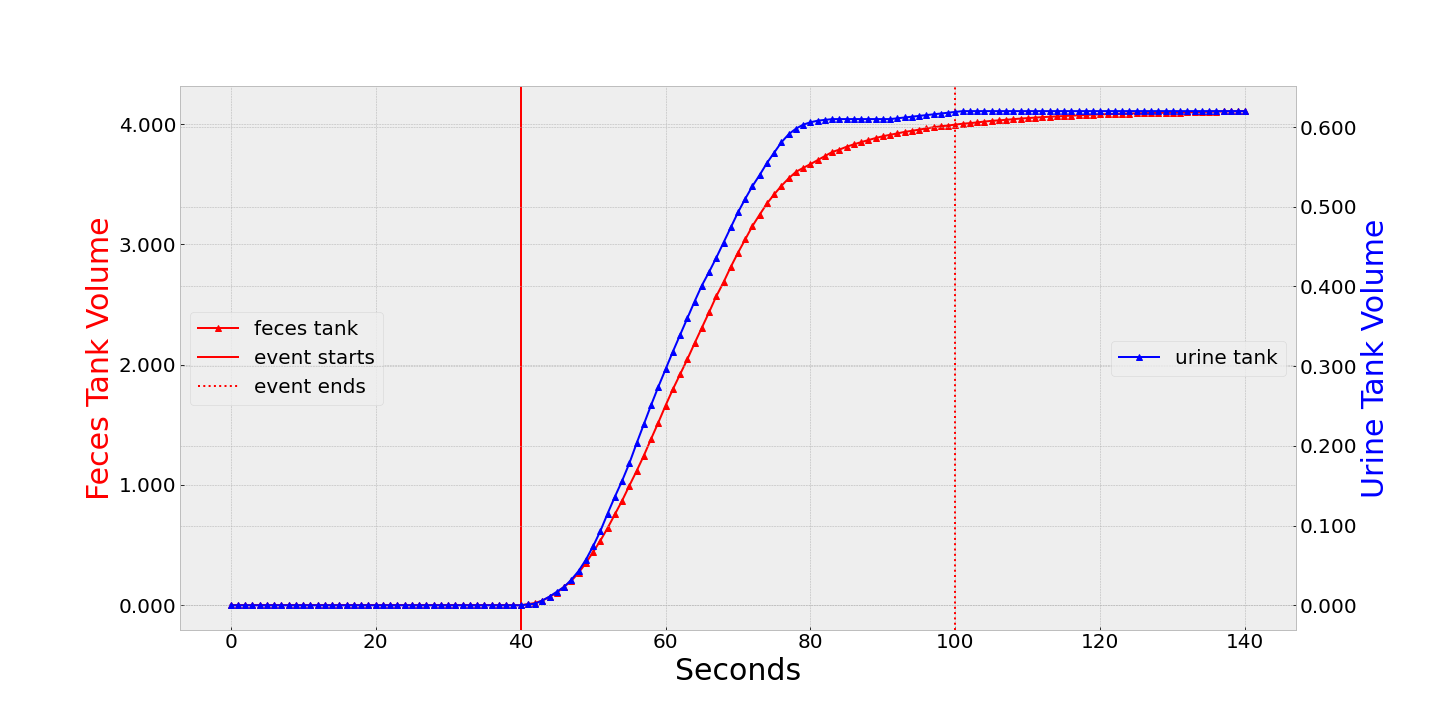 4.000
3.000
2.000
1.000
0.000
Feces Tank Volume
feces tank
event starts
event ends
urine tank
0.600
0.500
0.400
0.300
0.200
0.100
0.000
Urine Tank Volume
0 20 40 60 80 100 120 140
Seconds